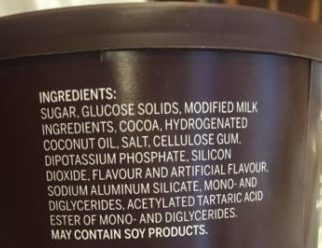 INGREDIENTS:
SUGAR, GLUCOSE SOLIDS, MODIFIED MILK
INGREDIENTS, COCOA, HYDROGENATED
COCONUT OIL, SALT, CELLULOSE GUM,
DIPOTASSIUM PHOSPHATE, SILICON
DIOXIDE, FLAVOUR AND ARTIFICIAL FLAVOUR,
SODIUM ALUMINUM SILICATE, MONO- AND
DIGLYCERIDES, ACETYLATED TARTARIC ACID
ESTER OF MONO- AND DIGLYCERIDES.
MAY CONTAIN SOY PRODUCTS.